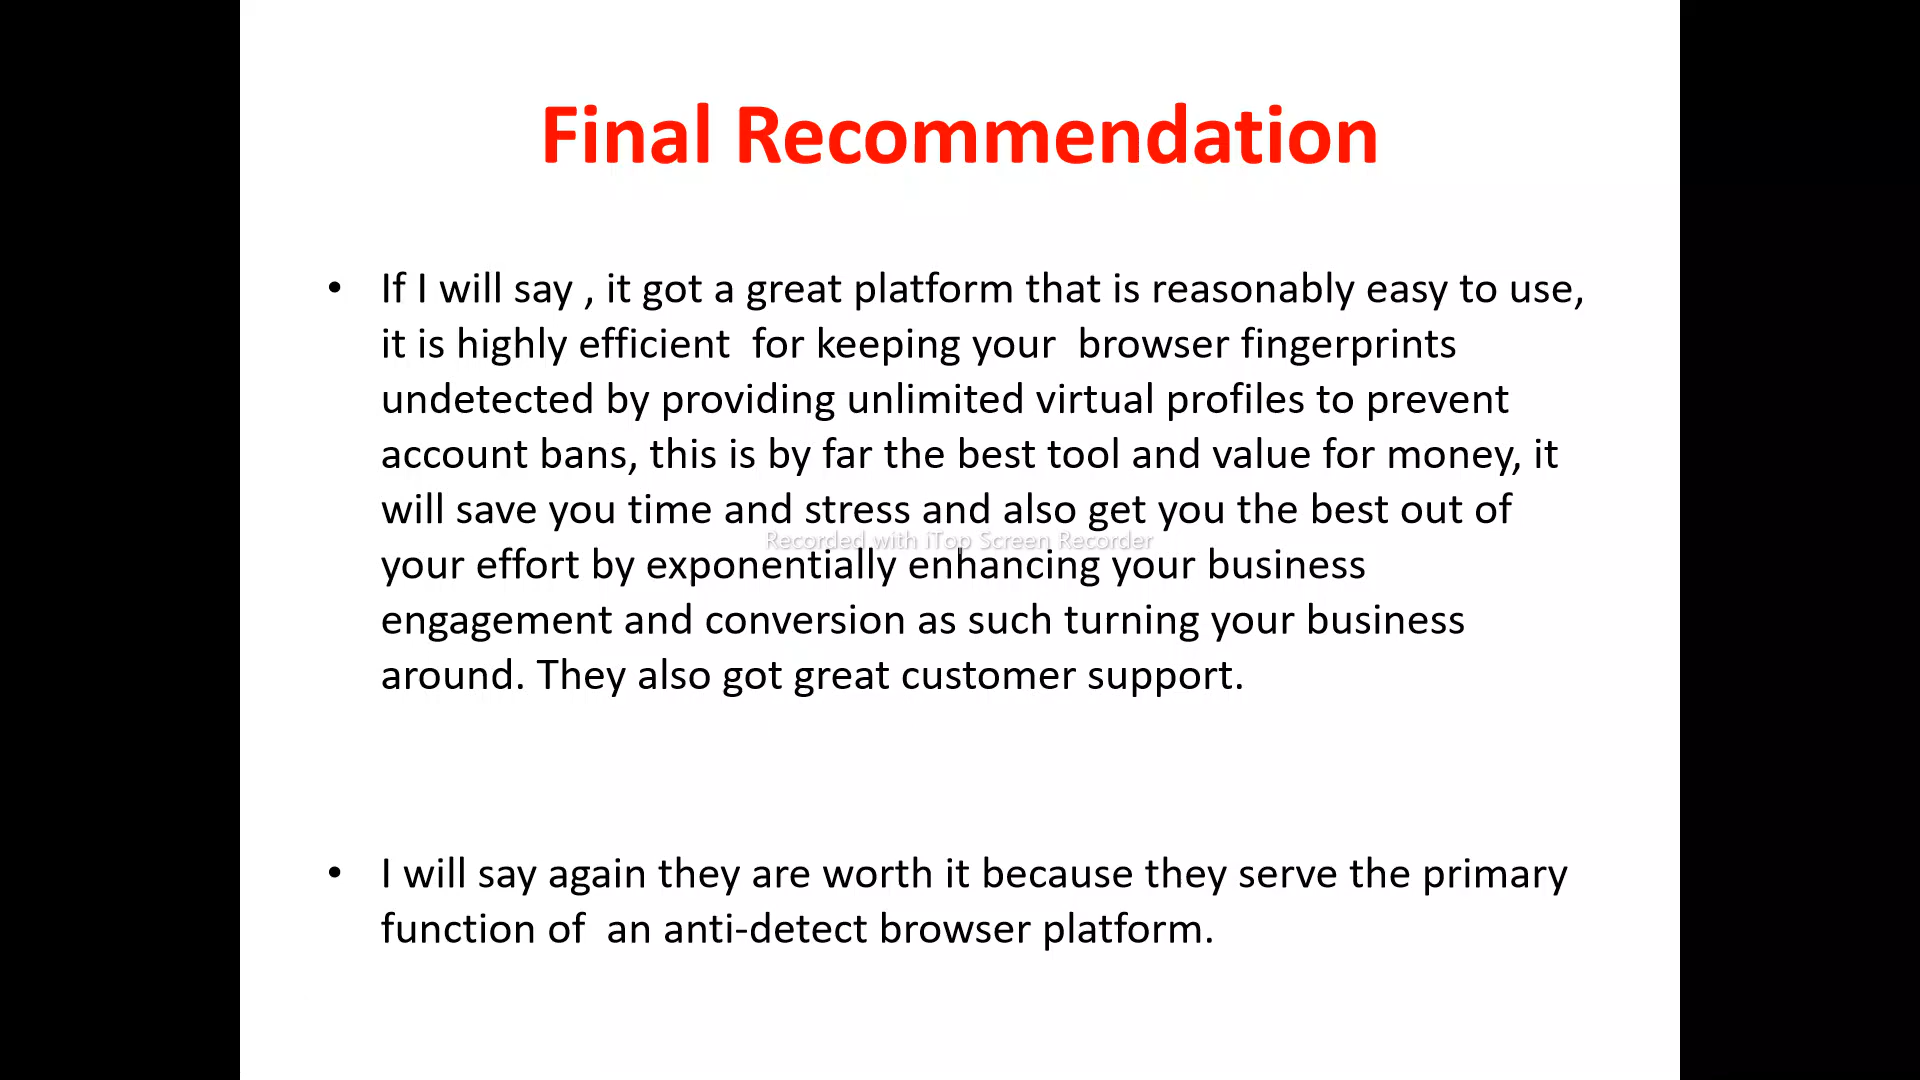 Final Recommendation
• If I will say , it got a great platform that is reasonably easy to use,
it is highly efficient  for keeping your  browser fingerprints
undetected by providing unlimited virtual profiles to prevent
account bans, this is by far the best tool and value for money, it
will save you time and stress and also get you the best out of
Recorded with iTop Screen Recorder
your effort by exponentially enhancing your business
engagement and conversion as such turning your business
around. They also got great customer support.
• I will say again they are worth it because they serve the primary
function of  an anti-detect browser platform.